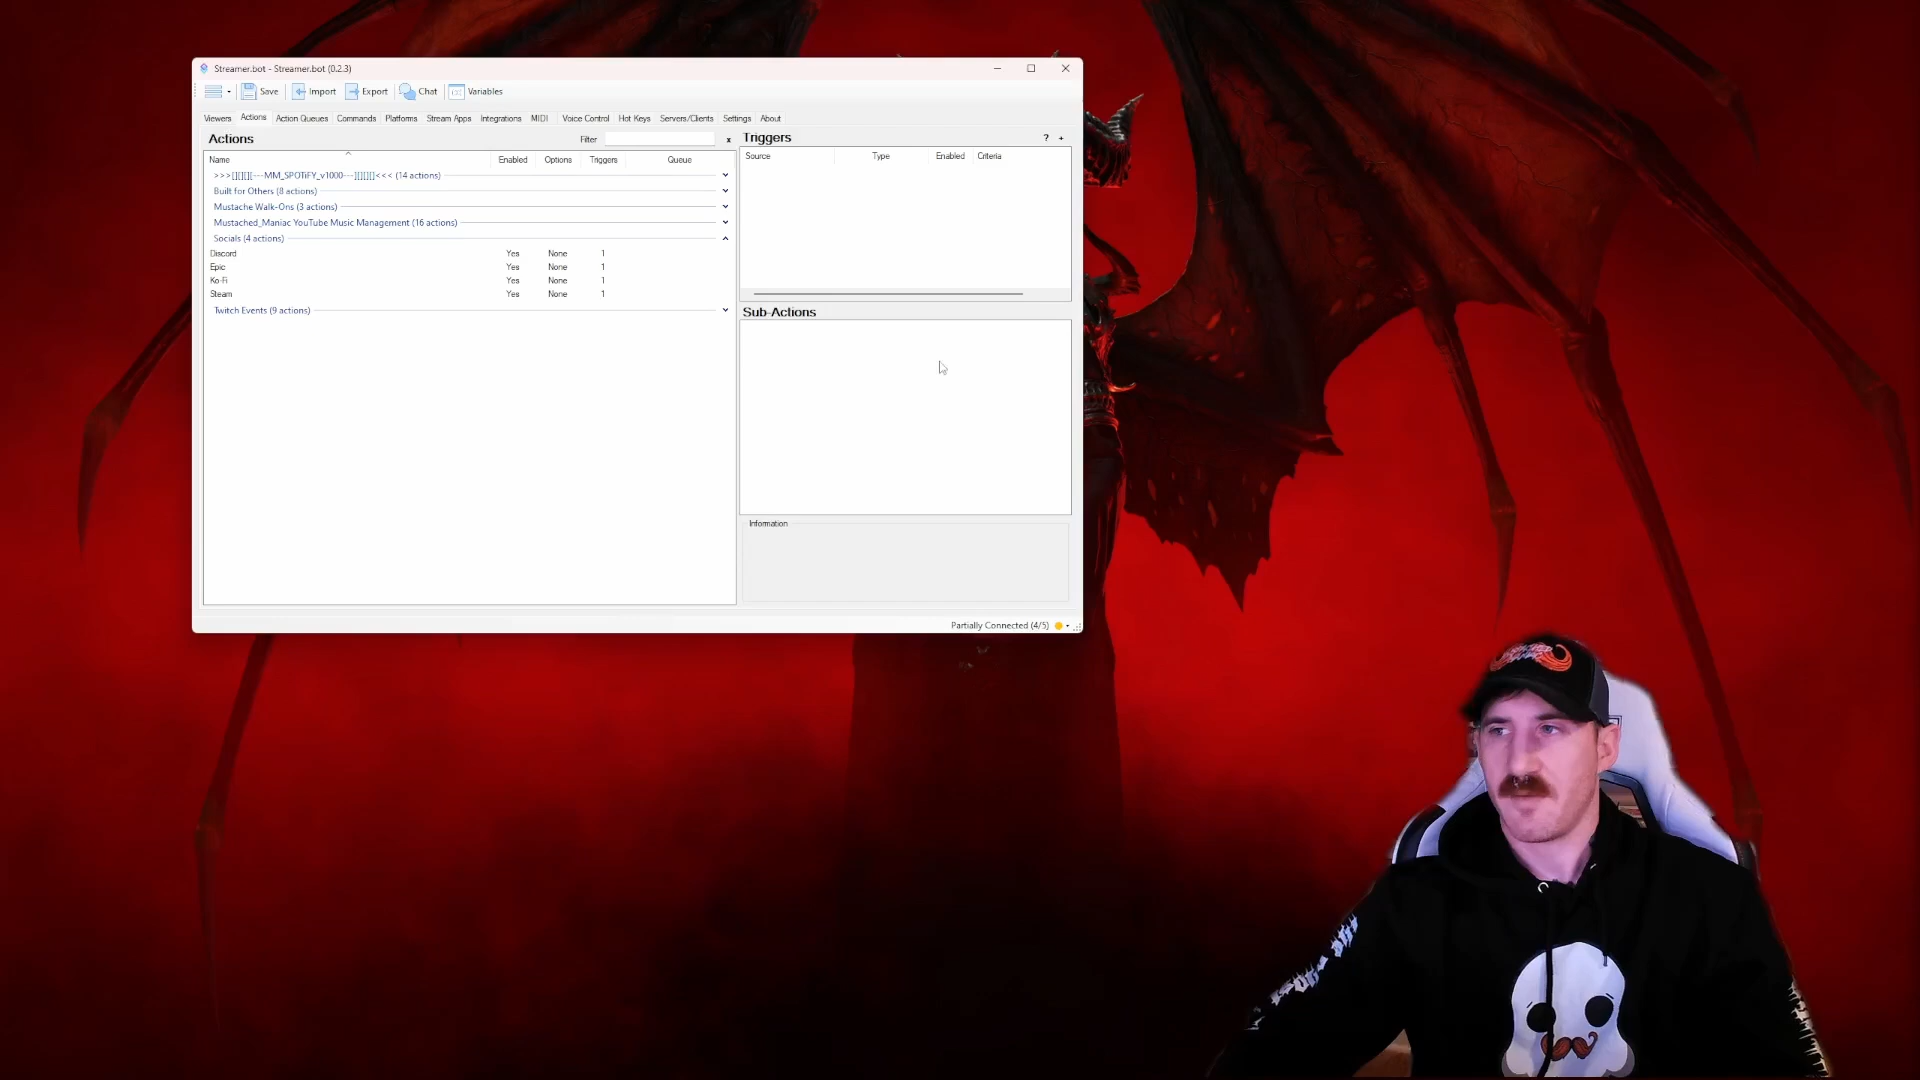 Streamer.bot - Streamer.bot (0.2.3)
Save Import Export Chat Variables
Viewers Actions Action Queues Commands Platforms Stream Apps Integrations MIDI Voice Control Hot Keys Servers/Clients Settings About
Actions Filter x
Name Enabled Options Triggers Queue
>>>[][][][---MM_SPOTiFY_v1000---][][][]<<< (14 actions)
Built for Others (8 actions)
Mustache Walk-Ons (3 actions)
Mustached_Maniac YouTube Music Management (16 actions)
Socials (4 actions)
Discord Yes None 1
Epic Yes None 1
Ko-Fi Yes None 1
Steam Yes None 1
Twitch Events (9 actions)
Triggers ? +
Source Type Enabled Criteria
Sub-Actions
Information
Partially Connected (4/5)